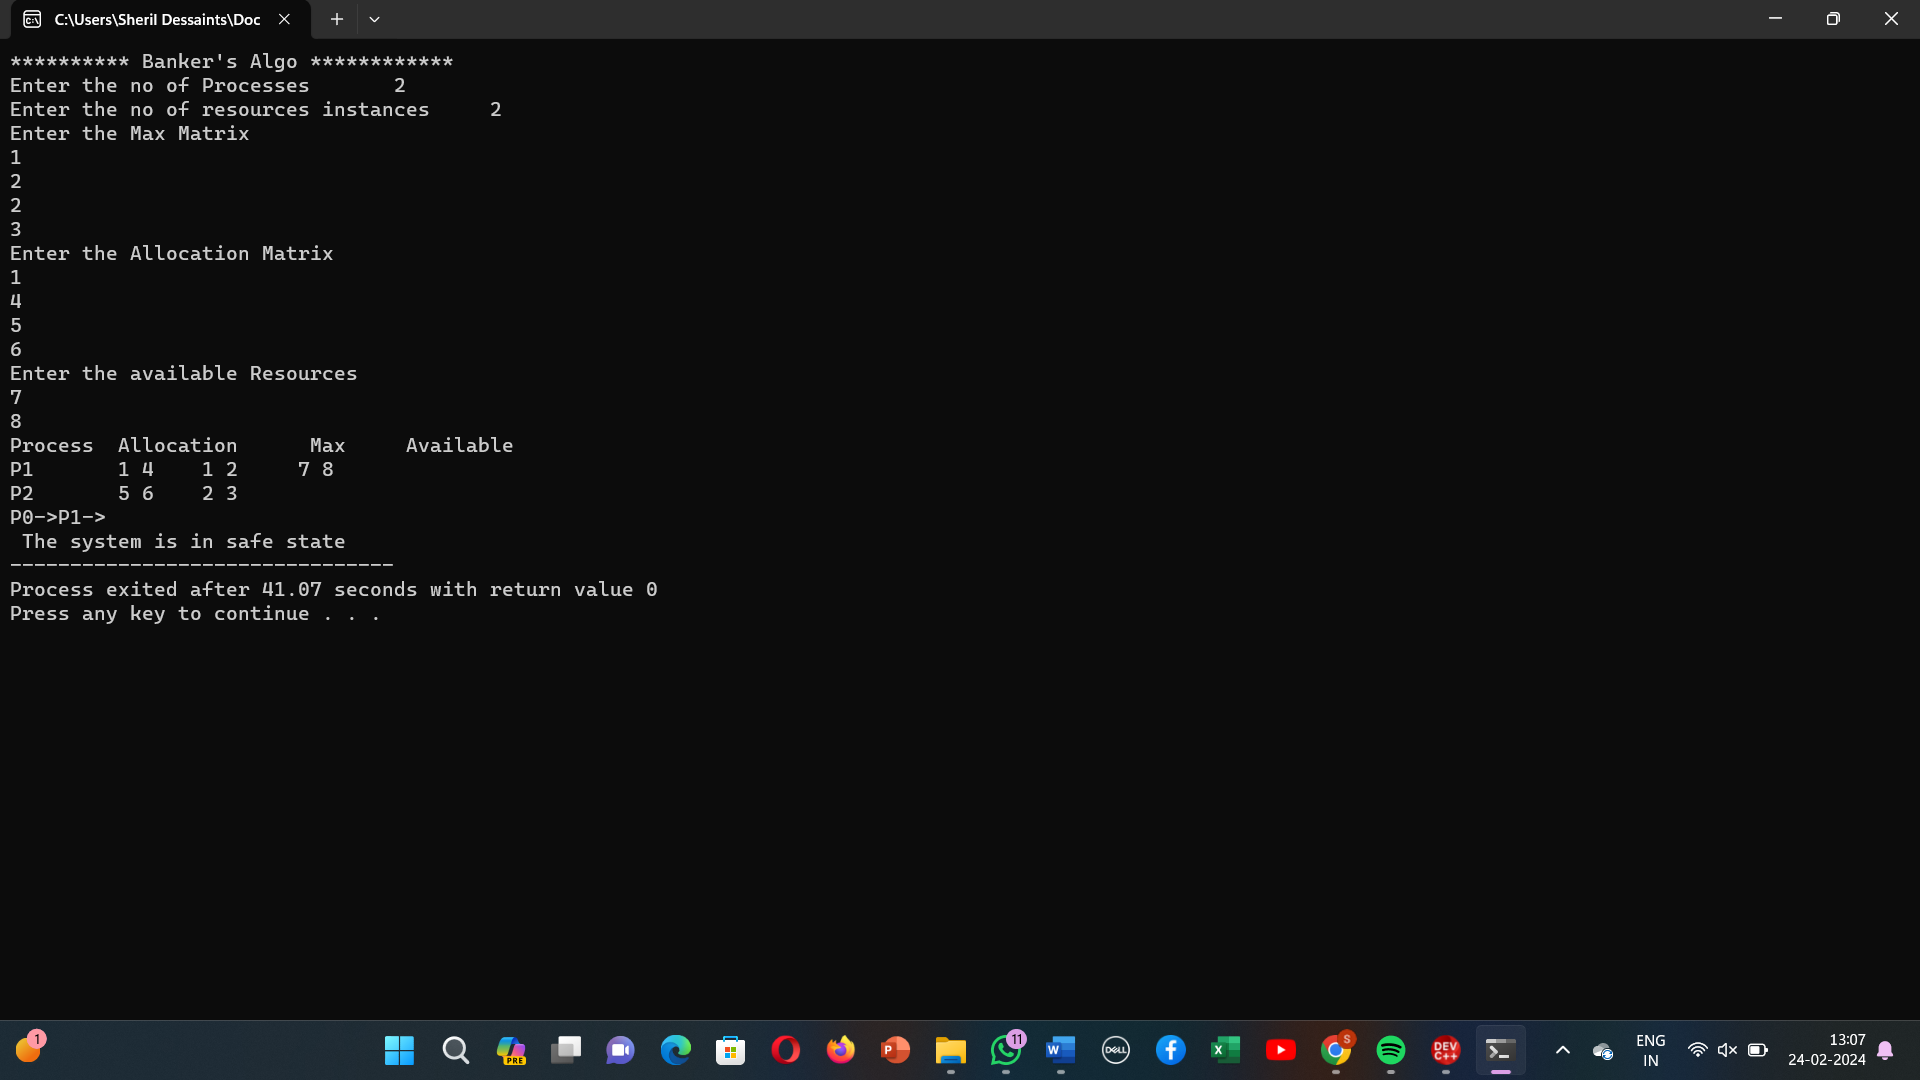 C:\Users\Sheril Dessaints\Doc
********** Banker's Algo ************
Enter the no of Processes       2
Enter the no of resources instances     2
Enter the Max Matrix
1
2
2
3
Enter the Allocation Matrix
1
4
5
6
Enter the available Resources
7
8
Process  Allocation      Max     Available
P1       1 4    1 2     7 8
P2       5 6    2 3
P0->P1->
 The system is in safe state
--------------------------------
Process exited after 41.07 seconds with return value 0
Press any key to continue . . .
1
PRE
P
11
W
DELL
X
S
DEV C++
ENG
IN
13:07
24-02-2024